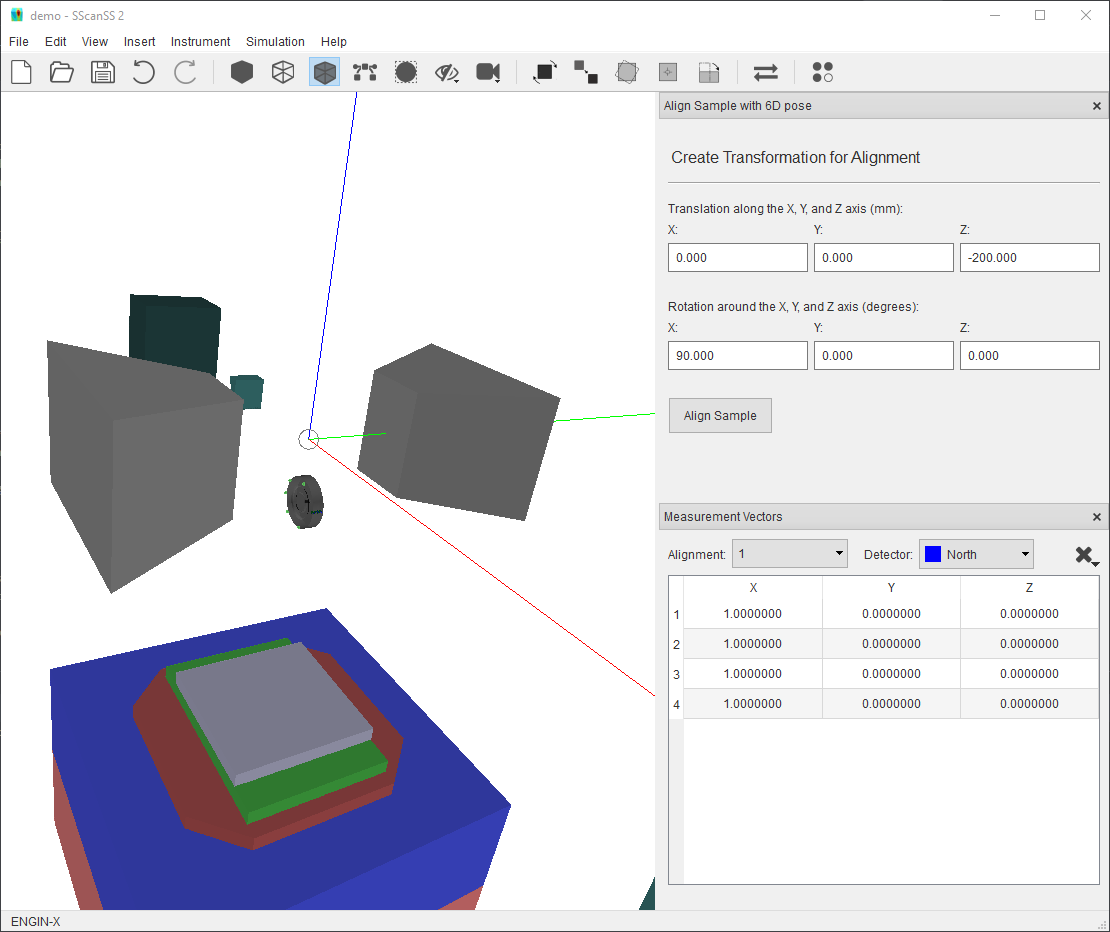 demo - SScanSS 2
File Edit View Insert Instrument Simulation Help
Align Sample with 6D pose
Create Transformation for Alignment
Translation along the X, Y, and Z axis (mm):
X: Y: Z:
0.000 0.000 -200.000
Rotation around the X, Y, and Z axis (degrees):
X: Y: Z:
90.000 0.000 0.000
Align Sample
Measurement Vectors
Alignment: 1 Detector: North
X Y Z
1 1.0000000 0.0000000 0.0000000
2 1.0000000 0.0000000 0.0000000
3 1.0000000 0.0000000 0.0000000
4 1.0000000 0.0000000 0.0000000
ENGIN-X